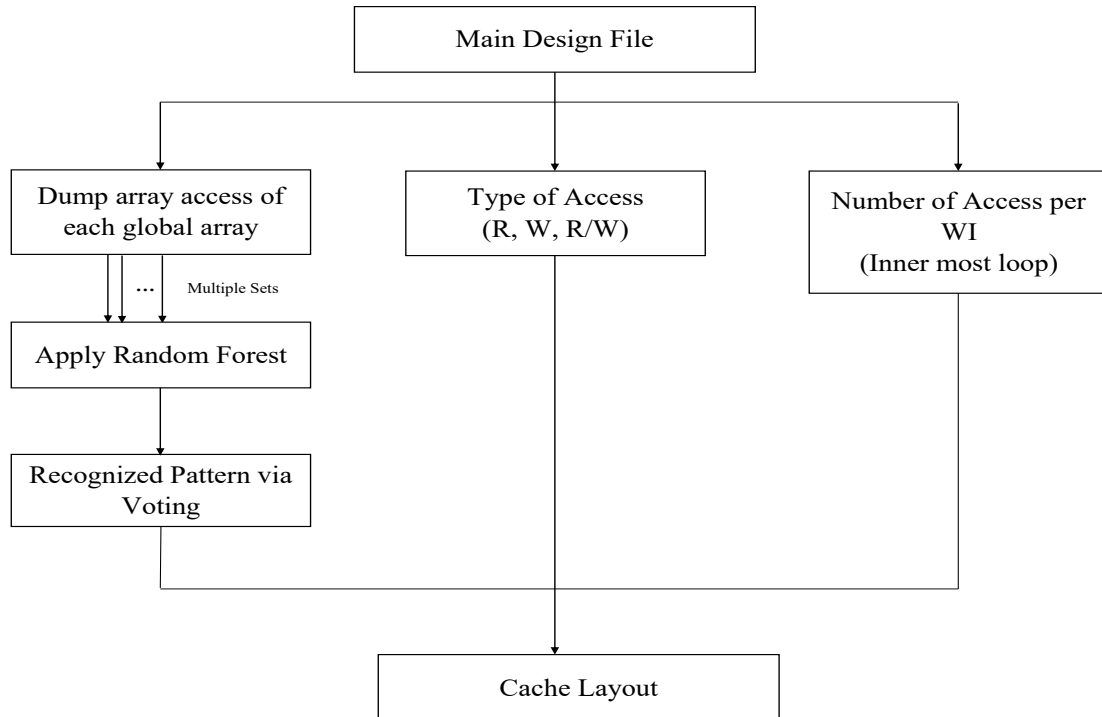 Main Design File
Dump array access of
each global array
Type of Access
(R, W, R/W)
Number of Access per
WI
(Inner most loop)
... Multiple Sets
Apply Random Forest
Recognized Pattern via
Voting
Cache Layout